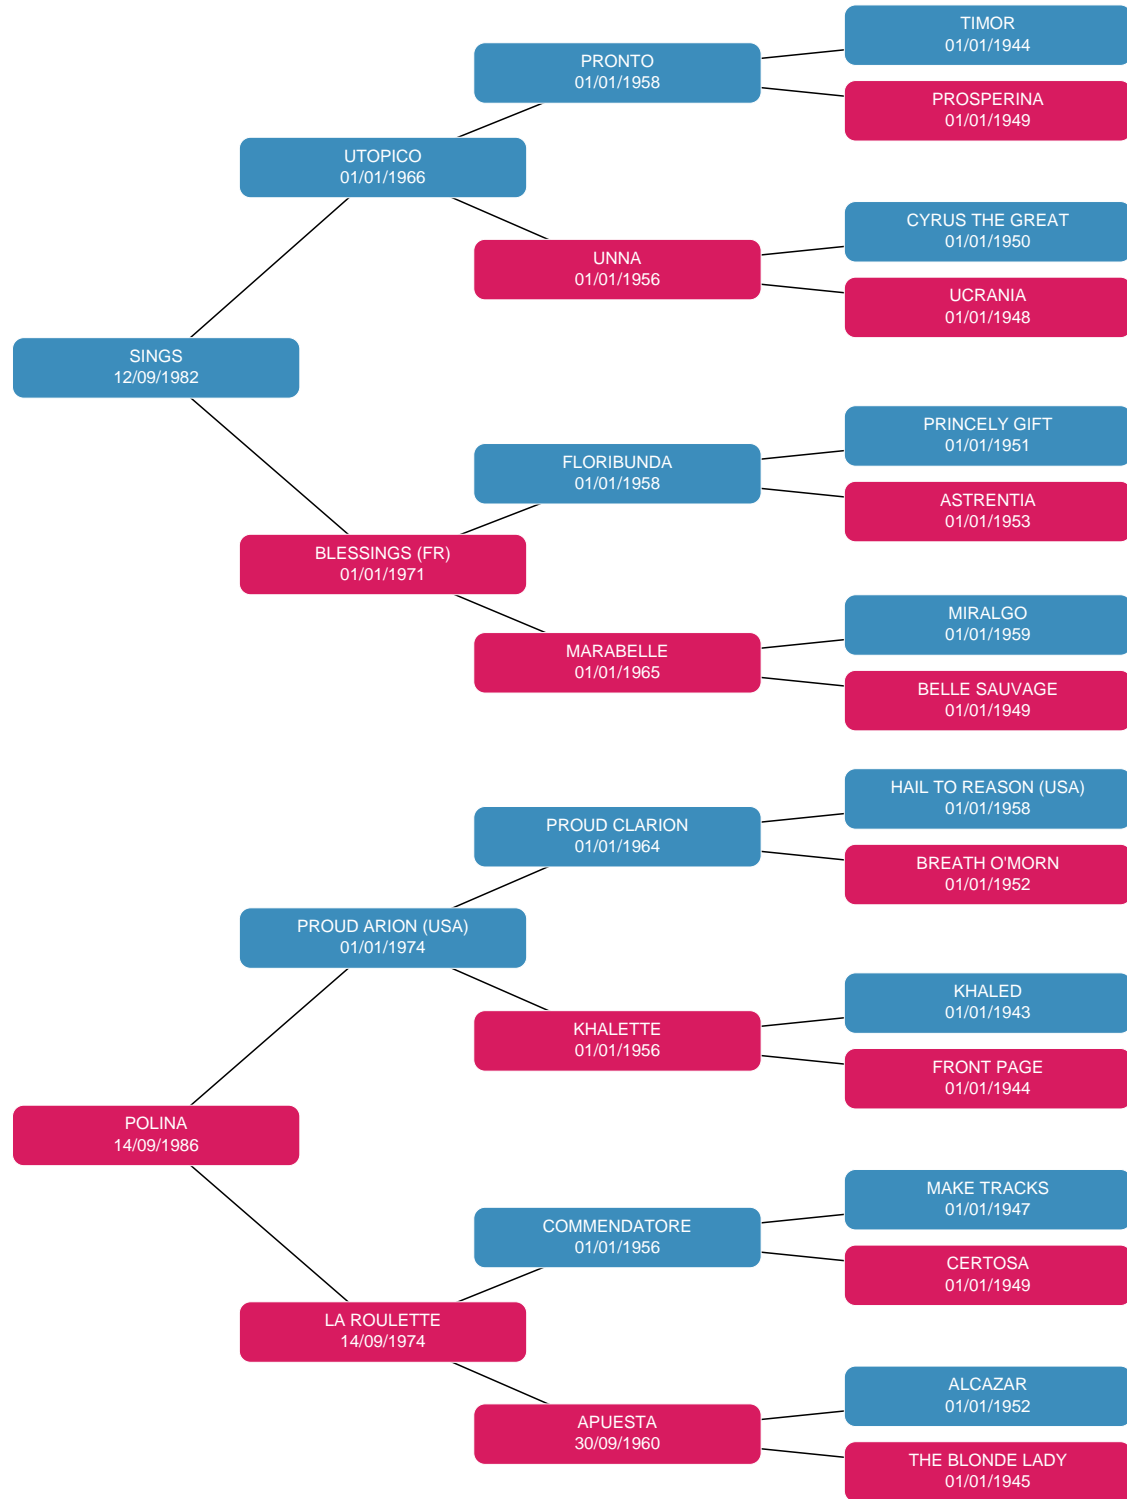 TIMOR
01/01/1944
PRONTO
01/01/1958
PROSPERINA
01/01/1949
UTOPICO
01/01/1966
CYRUS THE GREAT
01/01/1950
UNNA
01/01/1956
UCRANIA
01/01/1948
SINGS
12/09/1982
PRINCELY GIFT
01/01/1951
FLORIBUNDA
01/01/1958
ASTRENTIA
01/01/1953
BLESSINGS (FR)
01/01/1971
MIRALGO
01/01/1959
MARABELLE
01/01/1965
BELLE SAUVAGE
01/01/1949
HAIL TO REASON (USA)
01/01/1958
PROUD CLARION
01/01/1964
BREATH O'MORN
01/01/1952
PROUD ARION (USA)
01/01/1974
KHALED
01/01/1943
KHALETTE
01/01/1956
FRONT PAGE
01/01/1944
POLINA
14/09/1986
MAKE TRACKS
01/01/1947
COMMENDATORE
01/01/1956
CERTOSA
01/01/1949
LA ROULETTE
14/09/1974
ALCAZAR
01/01/1952
APUESTA
30/09/1960
THE BLONDE LADY
01/01/1945